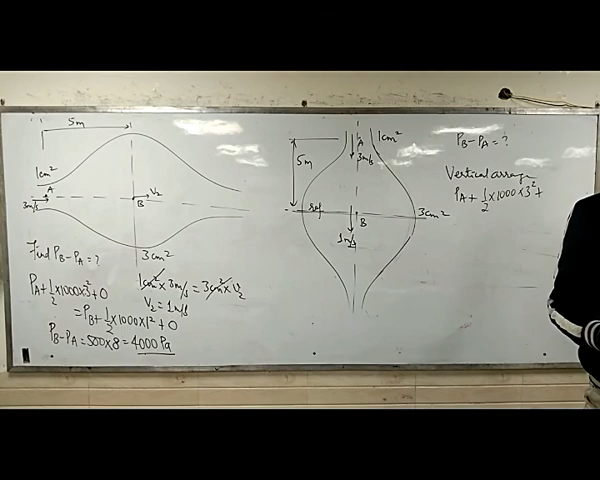 5m
1cm²
A
3m/s
B
V₂
3cm²
Find P_B - P_A = ?
1cm² × 3m/s = 3cm² × V₂
V₂ = 1m/s
P_A + 1/2 × 1000 × 3² + 0
= P_B + 1/2 × 1000 × 1² + 0
P_B - P_A = 500 × 8 = 4000 Pa
1cm²
A
3m/s
5m
ref
B
3cm²
1m/s
P_B - P_A = ?
Vertical arrange
P_A + 1/2 × 1000 × 3² +